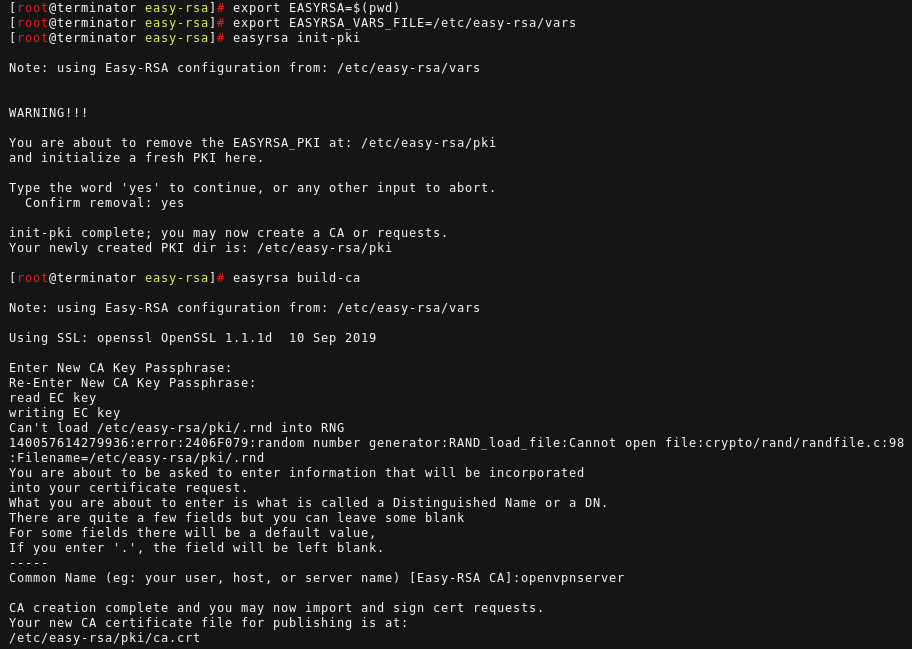 [root@terminator easy-rsa]# export EASYRSA=$(pwd)
[root@terminator easy-rsa]# export EASYRSA_VARS_FILE=/etc/easy-rsa/vars
[root@terminator easy-rsa]# easyrsa init-pki

Note: using Easy-RSA configuration from: /etc/easy-rsa/vars


WARNING!!!

You are about to remove the EASYRSA_PKI at: /etc/easy-rsa/pki
and initialize a fresh PKI here.

Type the word 'yes' to continue, or any other input to abort.
  Confirm removal: yes

init-pki complete; you may now create a CA or requests.
Your newly created PKI dir is: /etc/easy-rsa/pki

[root@terminator easy-rsa]# easyrsa build-ca

Note: using Easy-RSA configuration from: /etc/easy-rsa/vars

Using SSL: openssl OpenSSL 1.1.1d  10 Sep 2019

Enter New CA Key Passphrase:
Re-Enter New CA Key Passphrase:
read EC key
writing EC key
Can't load /etc/easy-rsa/pki/.rnd into RNG
140057614279936:error:2406F079:random number generator:RAND_load_file:Cannot open file:crypto/rand/randfile.c:98
:Filename=/etc/easy-rsa/pki/.rnd
You are about to be asked to enter information that will be incorporated
into your certificate request.
What you are about to enter is what is called a Distinguished Name or a DN.
There are quite a few fields but you can leave some blank
For some fields there will be a default value,
If you enter '.', the field will be left blank.
-----
Common Name (eg: your user, host, or server name) [Easy-RSA CA]:openvpnserver

CA creation complete and you may now import and sign cert requests.
Your new CA certificate file for publishing is at:
/etc/easy-rsa/pki/ca.crt